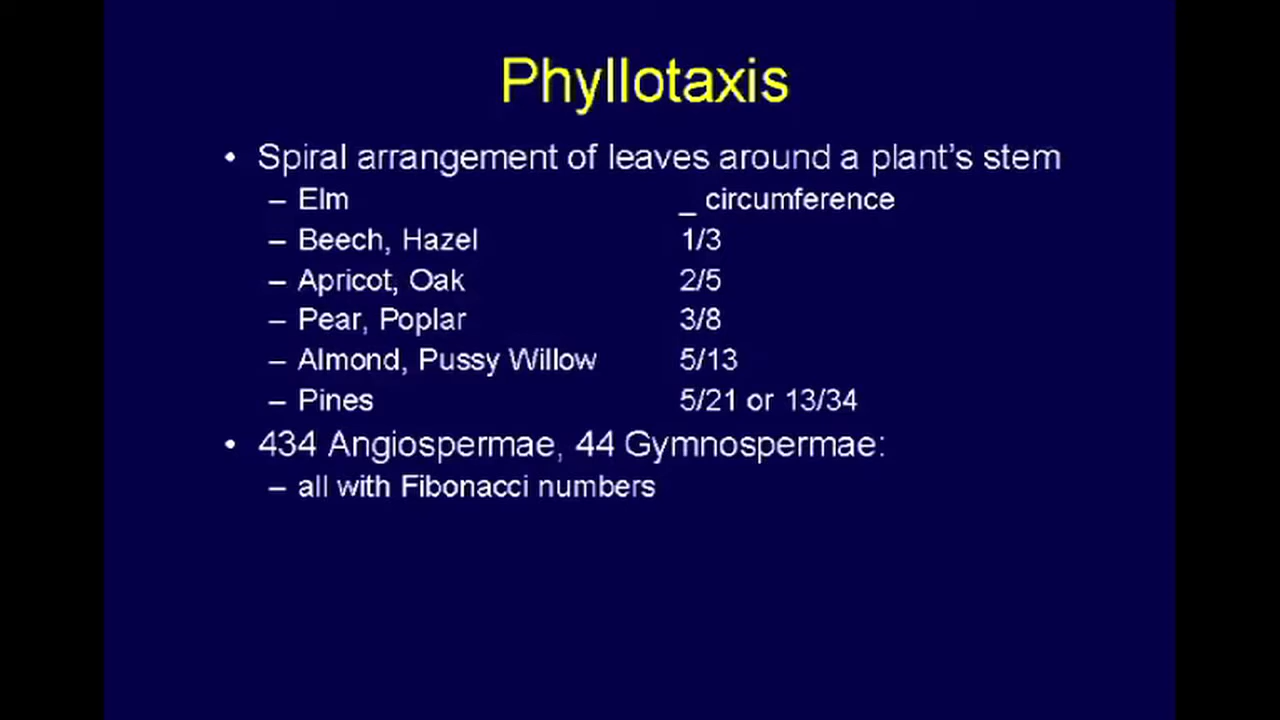 Phyllotaxis
• Spiral arrangement of leaves around a plant's stem
– Elm _ circumference
– Beech, Hazel 1/3
– Apricot, Oak 2/5
– Pear, Poplar 3/8
– Almond, Pussy Willow 5/13
– Pines 5/21 or 13/34
• 434 Angiospermae, 44 Gymnospermae:
– all with Fibonacci numbers